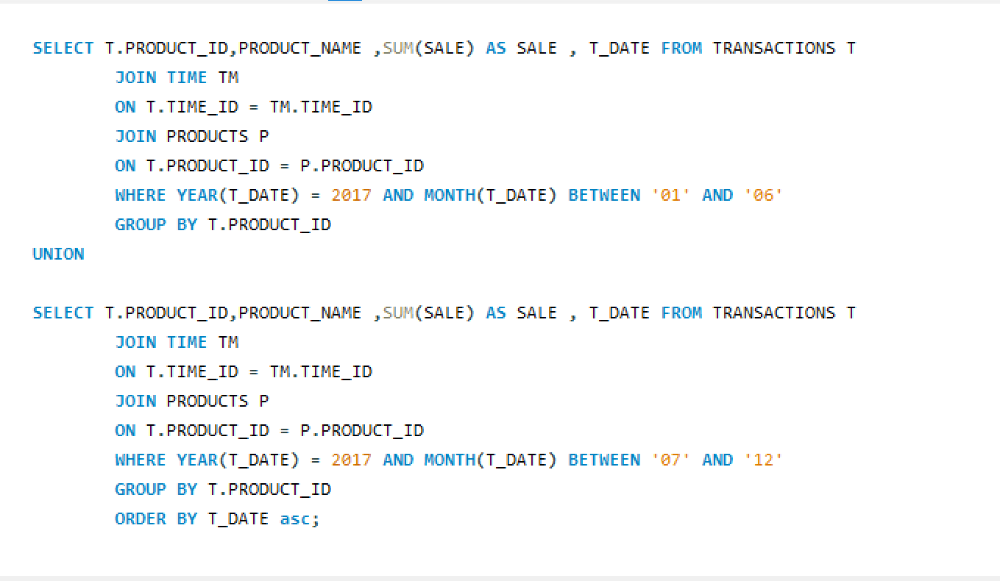 SELECT T.PRODUCT_ID,PRODUCT_NAME ,SUM(SALE) AS SALE , T_DATE FROM TRANSACTIONS T
JOIN TIME TM
ON T.TIME_ID = TM.TIME_ID
JOIN PRODUCTS P
ON T.PRODUCT_ID = P.PRODUCT_ID
WHERE YEAR(T_DATE) = 2017 AND MONTH(T_DATE) BETWEEN '01' AND '06'
GROUP BY T.PRODUCT_ID
UNION
SELECT T.PRODUCT_ID,PRODUCT_NAME ,SUM(SALE) AS SALE , T_DATE FROM TRANSACTIONS T
JOIN TIME TM
ON T.TIME_ID = TM.TIME_ID
JOIN PRODUCTS P
ON T.PRODUCT_ID = P.PRODUCT_ID
WHERE YEAR(T_DATE) = 2017 AND MONTH(T_DATE) BETWEEN '07' AND '12'
GROUP BY T.PRODUCT_ID
ORDER BY T_DATE asc;